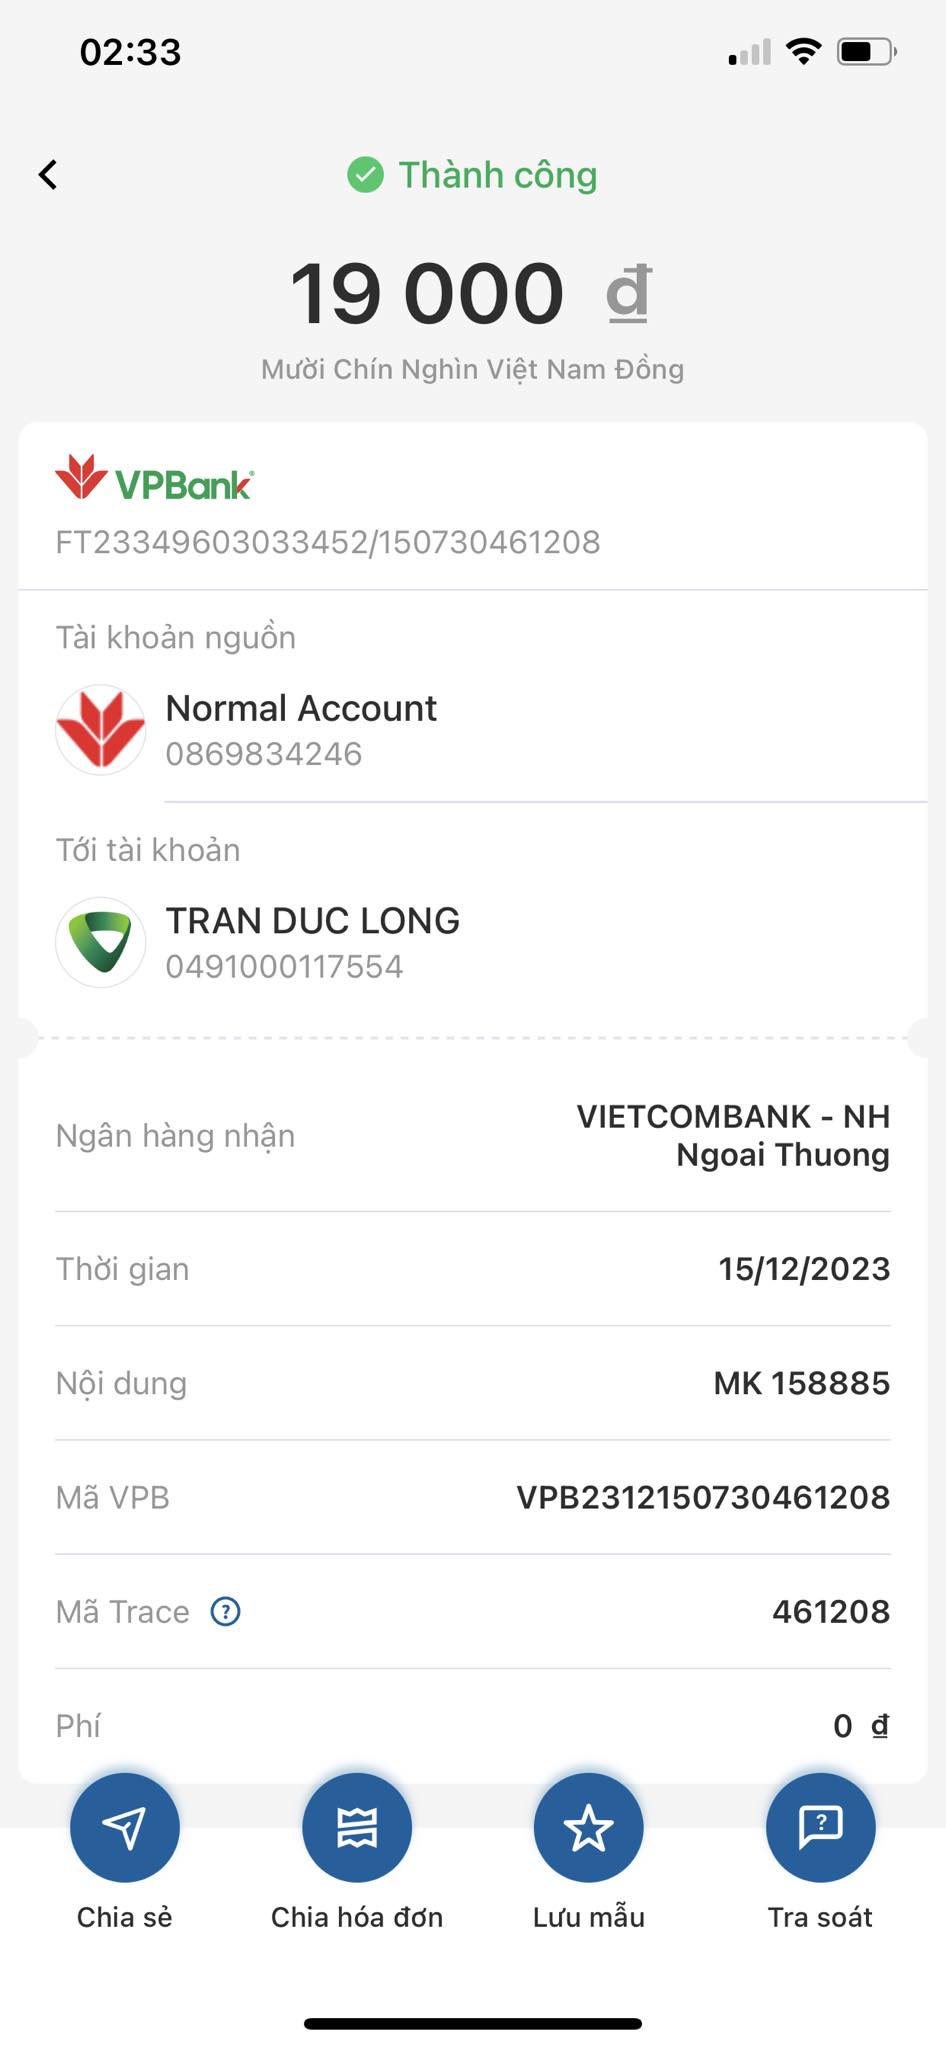 02:33
Thành công
19 000 đ
Mười Chín Nghìn Việt Nam Đồng
VPBank
FT23349603033452/150730461208
Tài khoản nguồn
Normal Account
0869834246
Tới tài khoản
TRAN DUC LONG
0491000117554
Ngân hàng nhận
VIETCOMBANK - NH
Ngoai Thuong
Thời gian
15/12/2023
Nội dung
MK 158885
Mã VPB
VPB2312150730461208
Mã Trace ?
461208
Phí
0 đ
Chia sẻ
Chia hóa đơn
Lưu mẫu
Tra soát